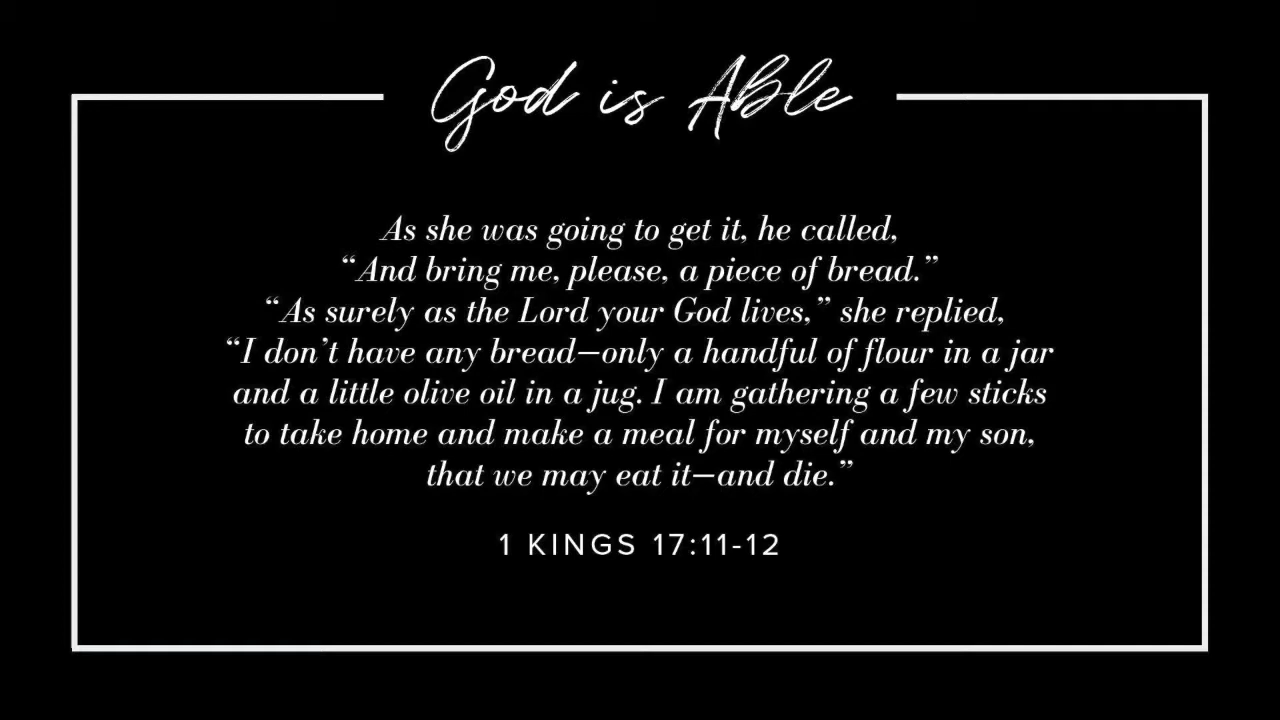 God is Able
As she was going to get it, he called,
“And bring me, please, a piece of bread.”
“As surely as the Lord your God lives,” she replied,
“I don’t have any bread—only a handful of flour in a jar
and a little olive oil in a jug. I am gathering a few sticks
to take home and make a meal for myself and my son,
that we may eat it—and die.”
1 KINGS 17:11-12